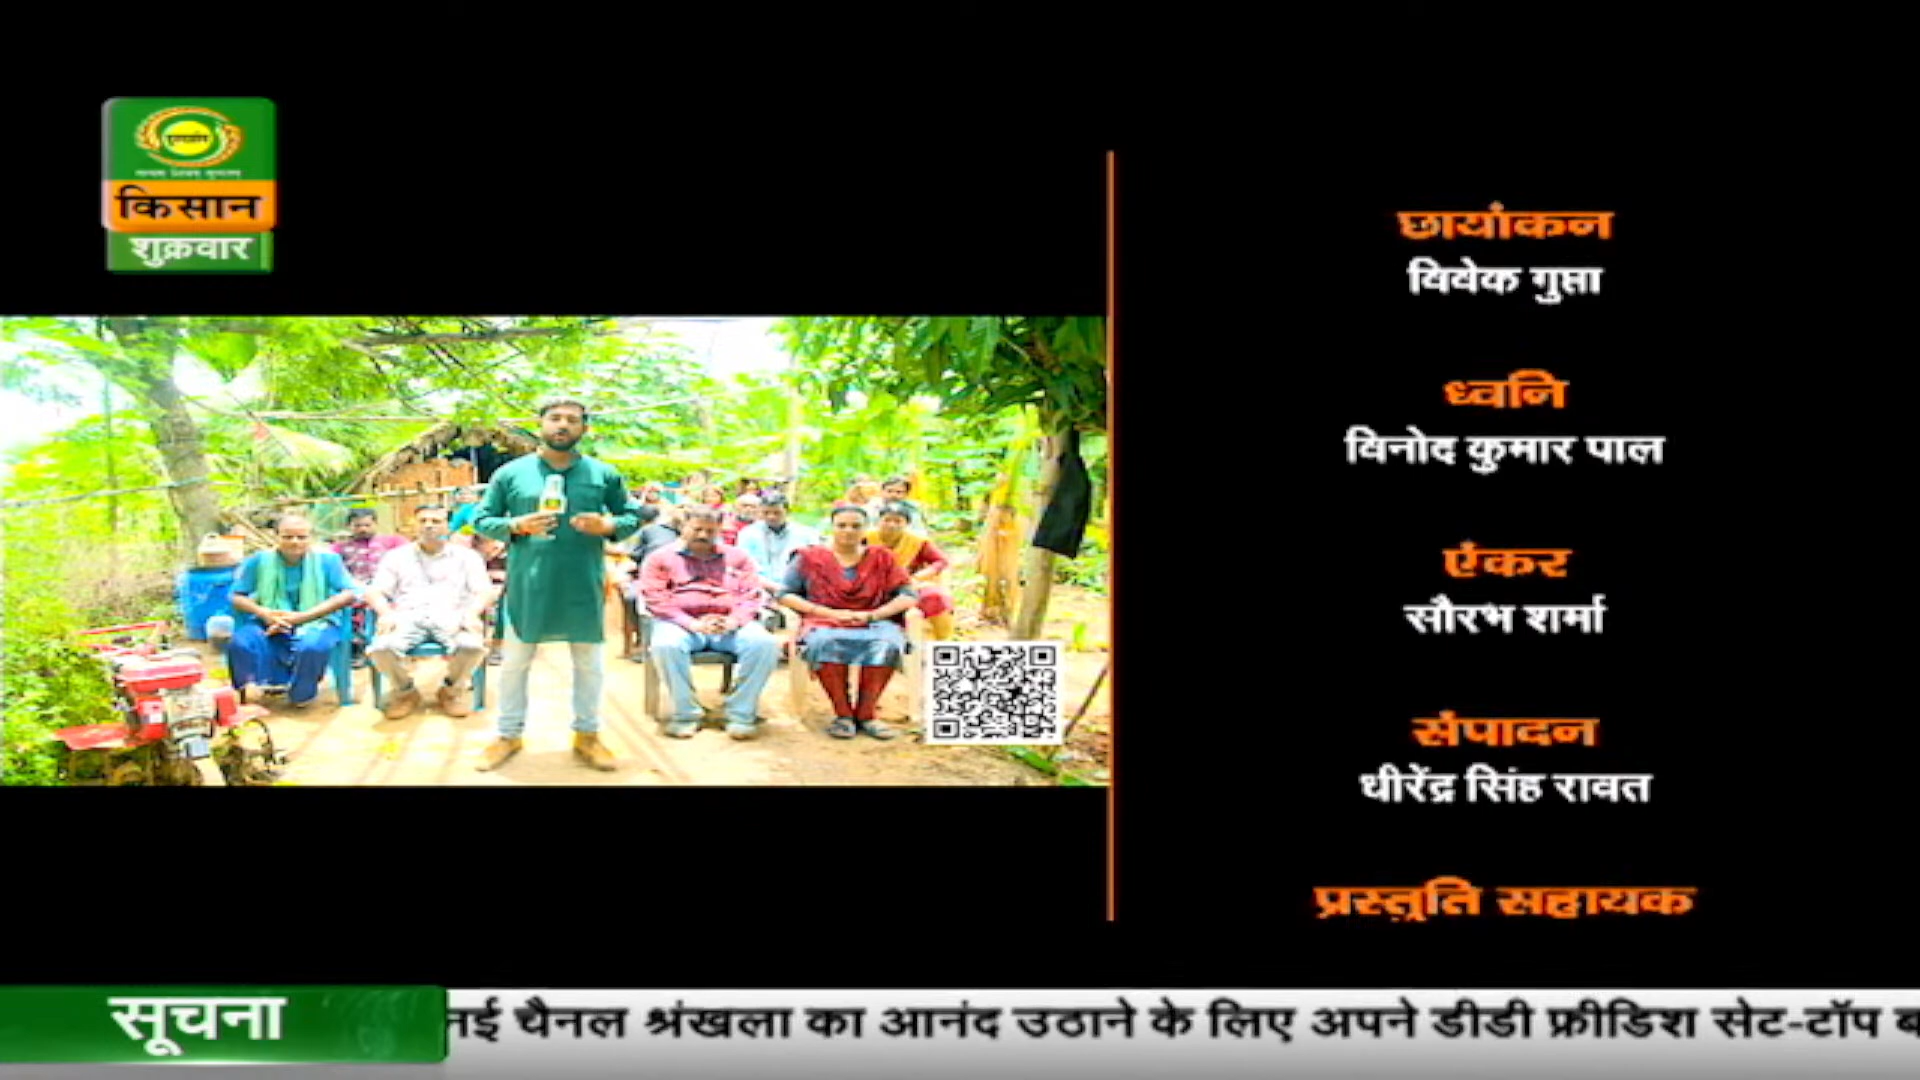 किसान
शुक्रवार
छायांकन
विवेक गुप्ता
ध्वनि
विनोद कुमार पाल
एंकर
सौरभ शर्मा
संपादन
धीरेंद्र सिंह रावत
प्रस्तुति सहायक
सूचना
नई चैनल श्रंखला का आनंद उठाने के लिए अपने डीडी फ्रीडिश सेट-टॉप